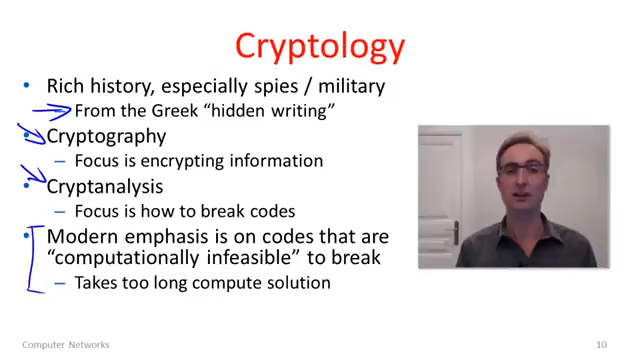 Cryptology
• Rich history, especially spies / military
– From the Greek “hidden writing”
• Cryptography
– Focus is encrypting information
• Cryptanalysis
– Focus is how to break codes
• Modern emphasis is on codes that are
“computationally infeasible” to break
– Takes too long compute solution
Computer Networks
10